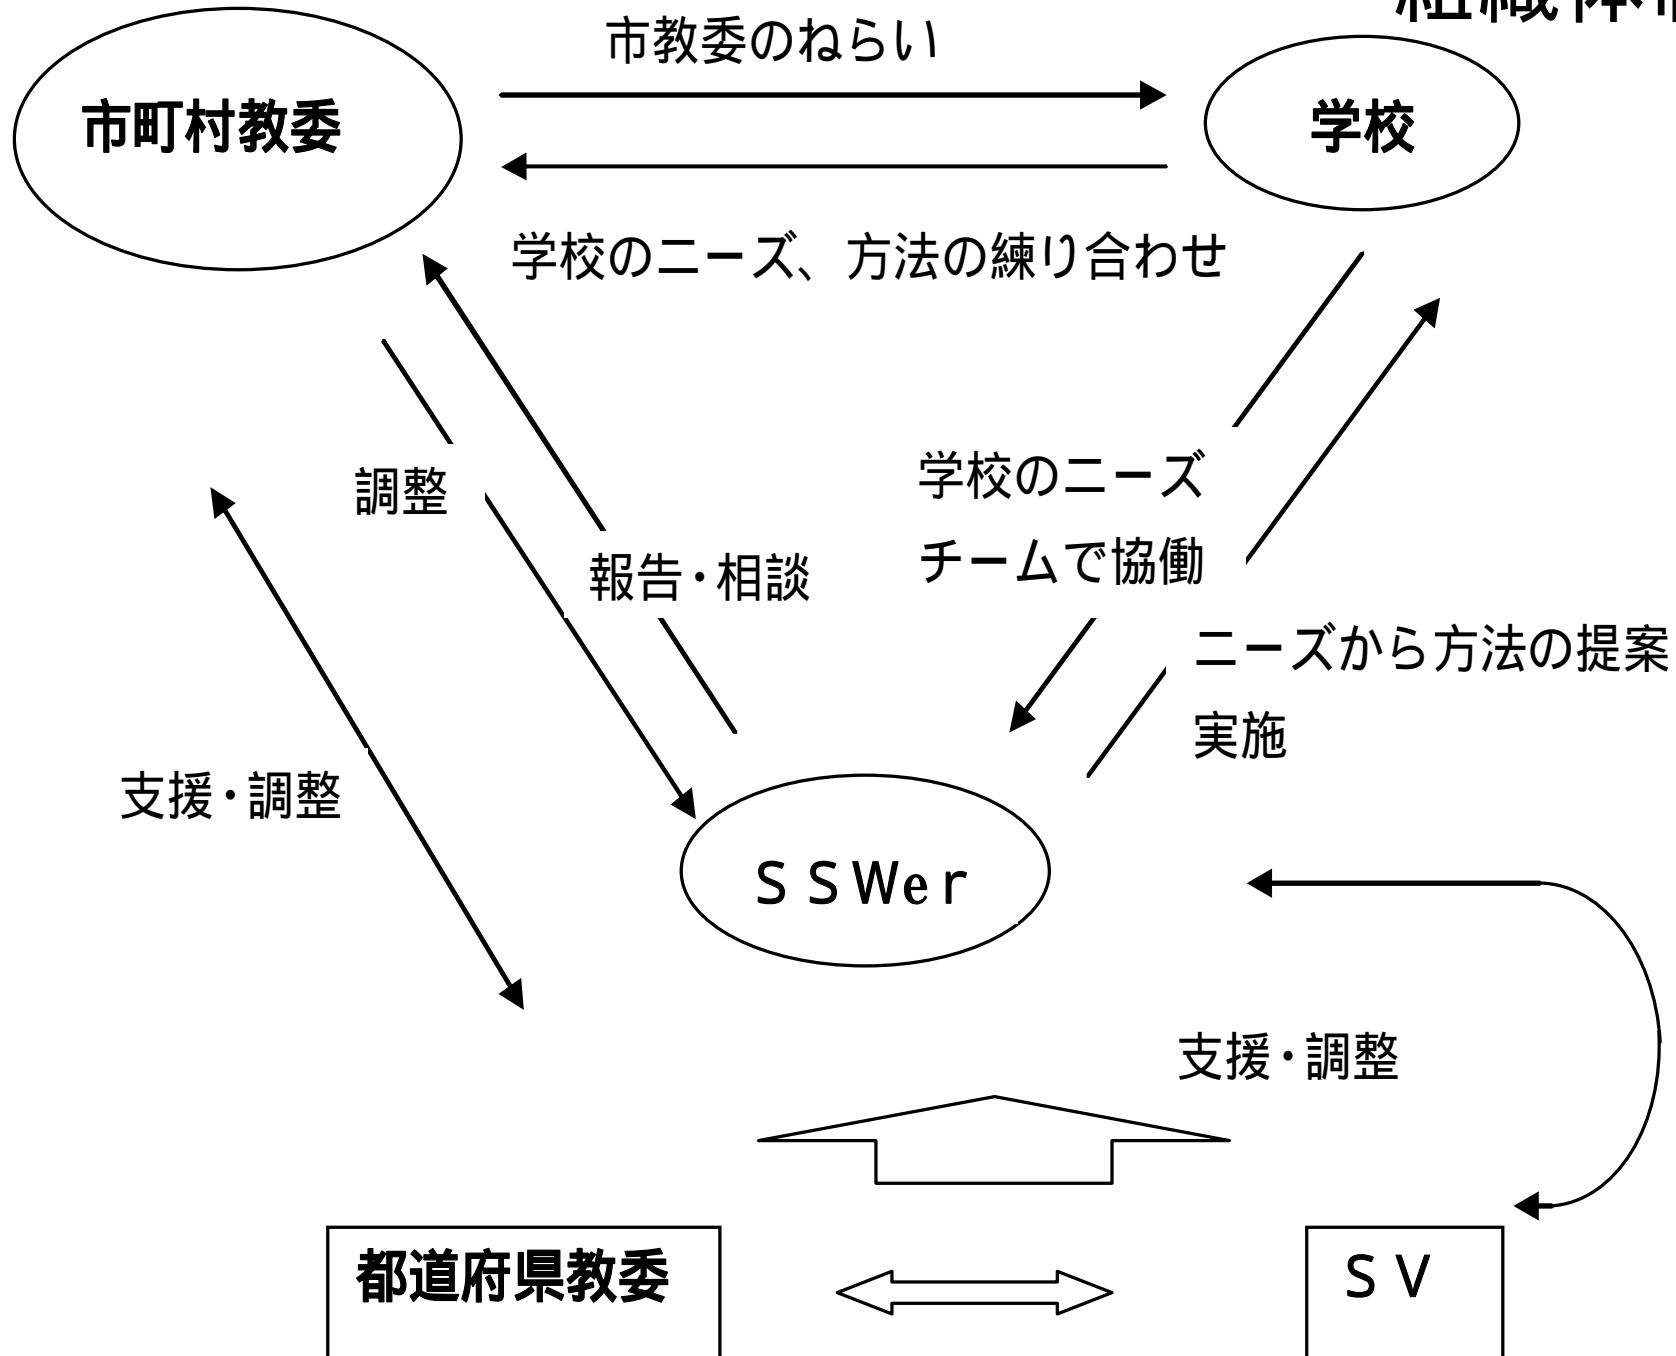 組織体
市教委のねらい
市町村教委
学校
学校のニーズ、方法の練り合わせ
調整
学校のニーズ
報告・相談
チームで協働
ニーズから方法の提案
実施
支援・調整
ＳＳＷｅｒ
支援・調整
都道府県教委
ＳＶ